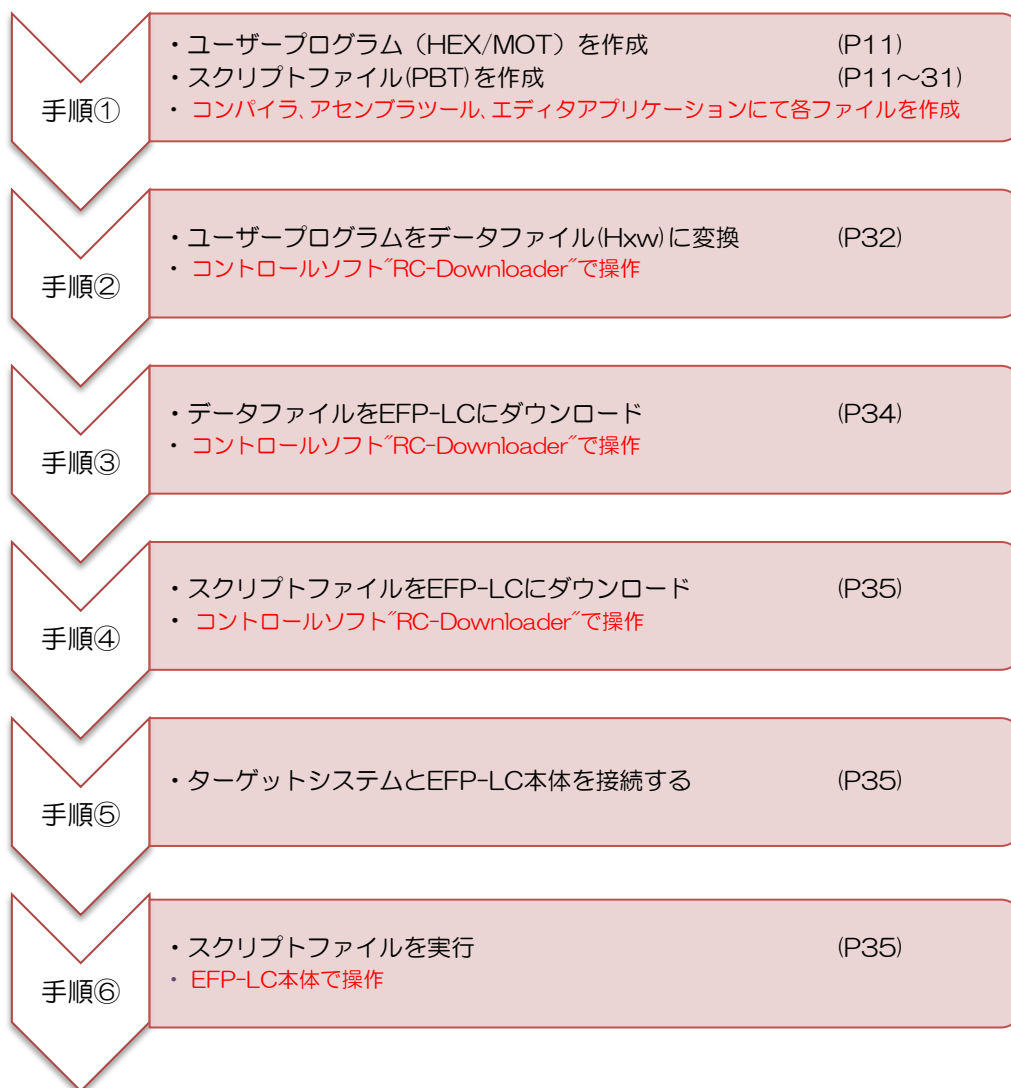 手順①
・ユーザープログラム（HEX/MOT）を作成 (P11)
・スクリプトファイル(PBT)を作成 (P11～31)
・ コンパイラ、アセンブラツール、エディタアプリケーションにて各ファイルを作成
手順②
・ユーザープログラムをデータファイル(Hxw)に変換 (P32)
・ コントロールソフト"RC-Downloader"で操作
手順③
・データファイルをEFP-LCにダウンロード (P34)
・ コントロールソフト"RC-Downloader"で操作
手順④
・スクリプトファイルをEFP-LCにダウンロード (P35)
・ コントロールソフト"RC-Downloader"で操作
手順⑤
・ターゲットシステムとEFP-LC本体を接続する (P35)
手順⑥
・スクリプトファイルを実行 (P35)
・ EFP-LC本体で操作